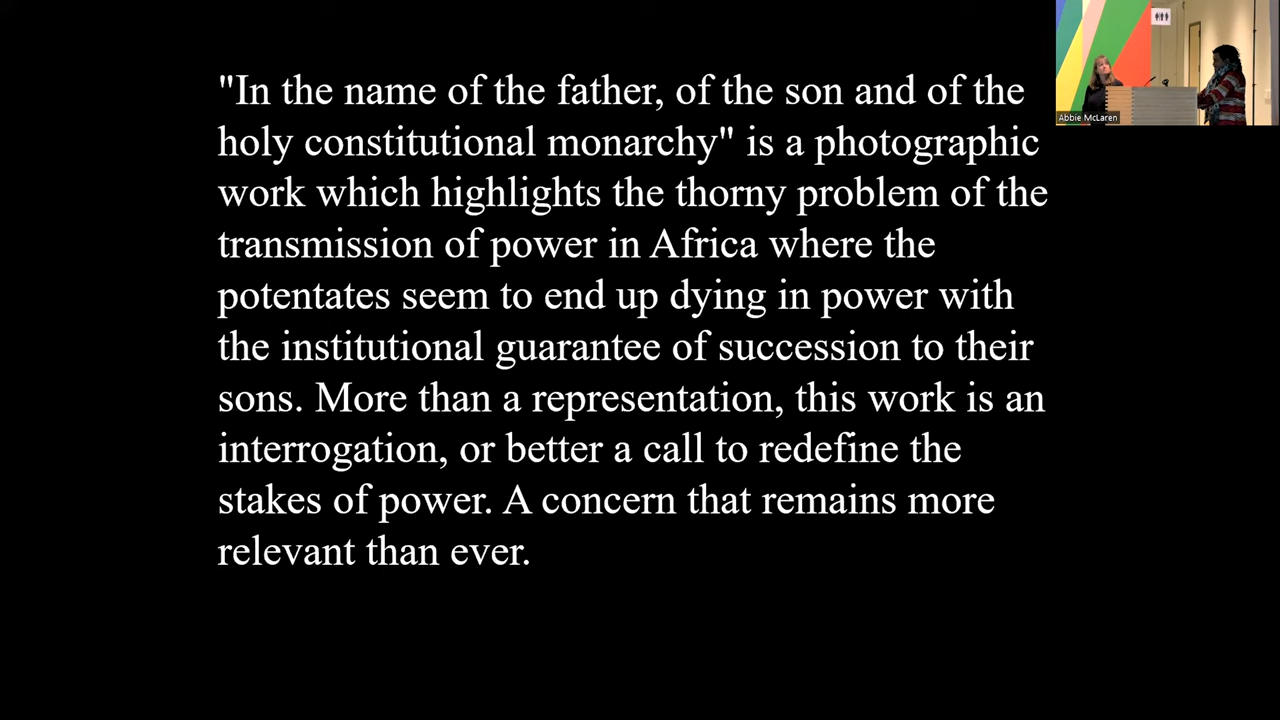 "In the name of the father, of the son and of the
holy constitutional monarchy" is a photographic
work which highlights the thorny problem of the
transmission of power in Africa where the
potentates seem to end up dying in power with
the institutional guarantee of succession to their
sons. More than a representation, this work is an
interrogation, or better a call to redefine the
stakes of power. A concern that remains more
relevant than ever.
Abbie McLaren